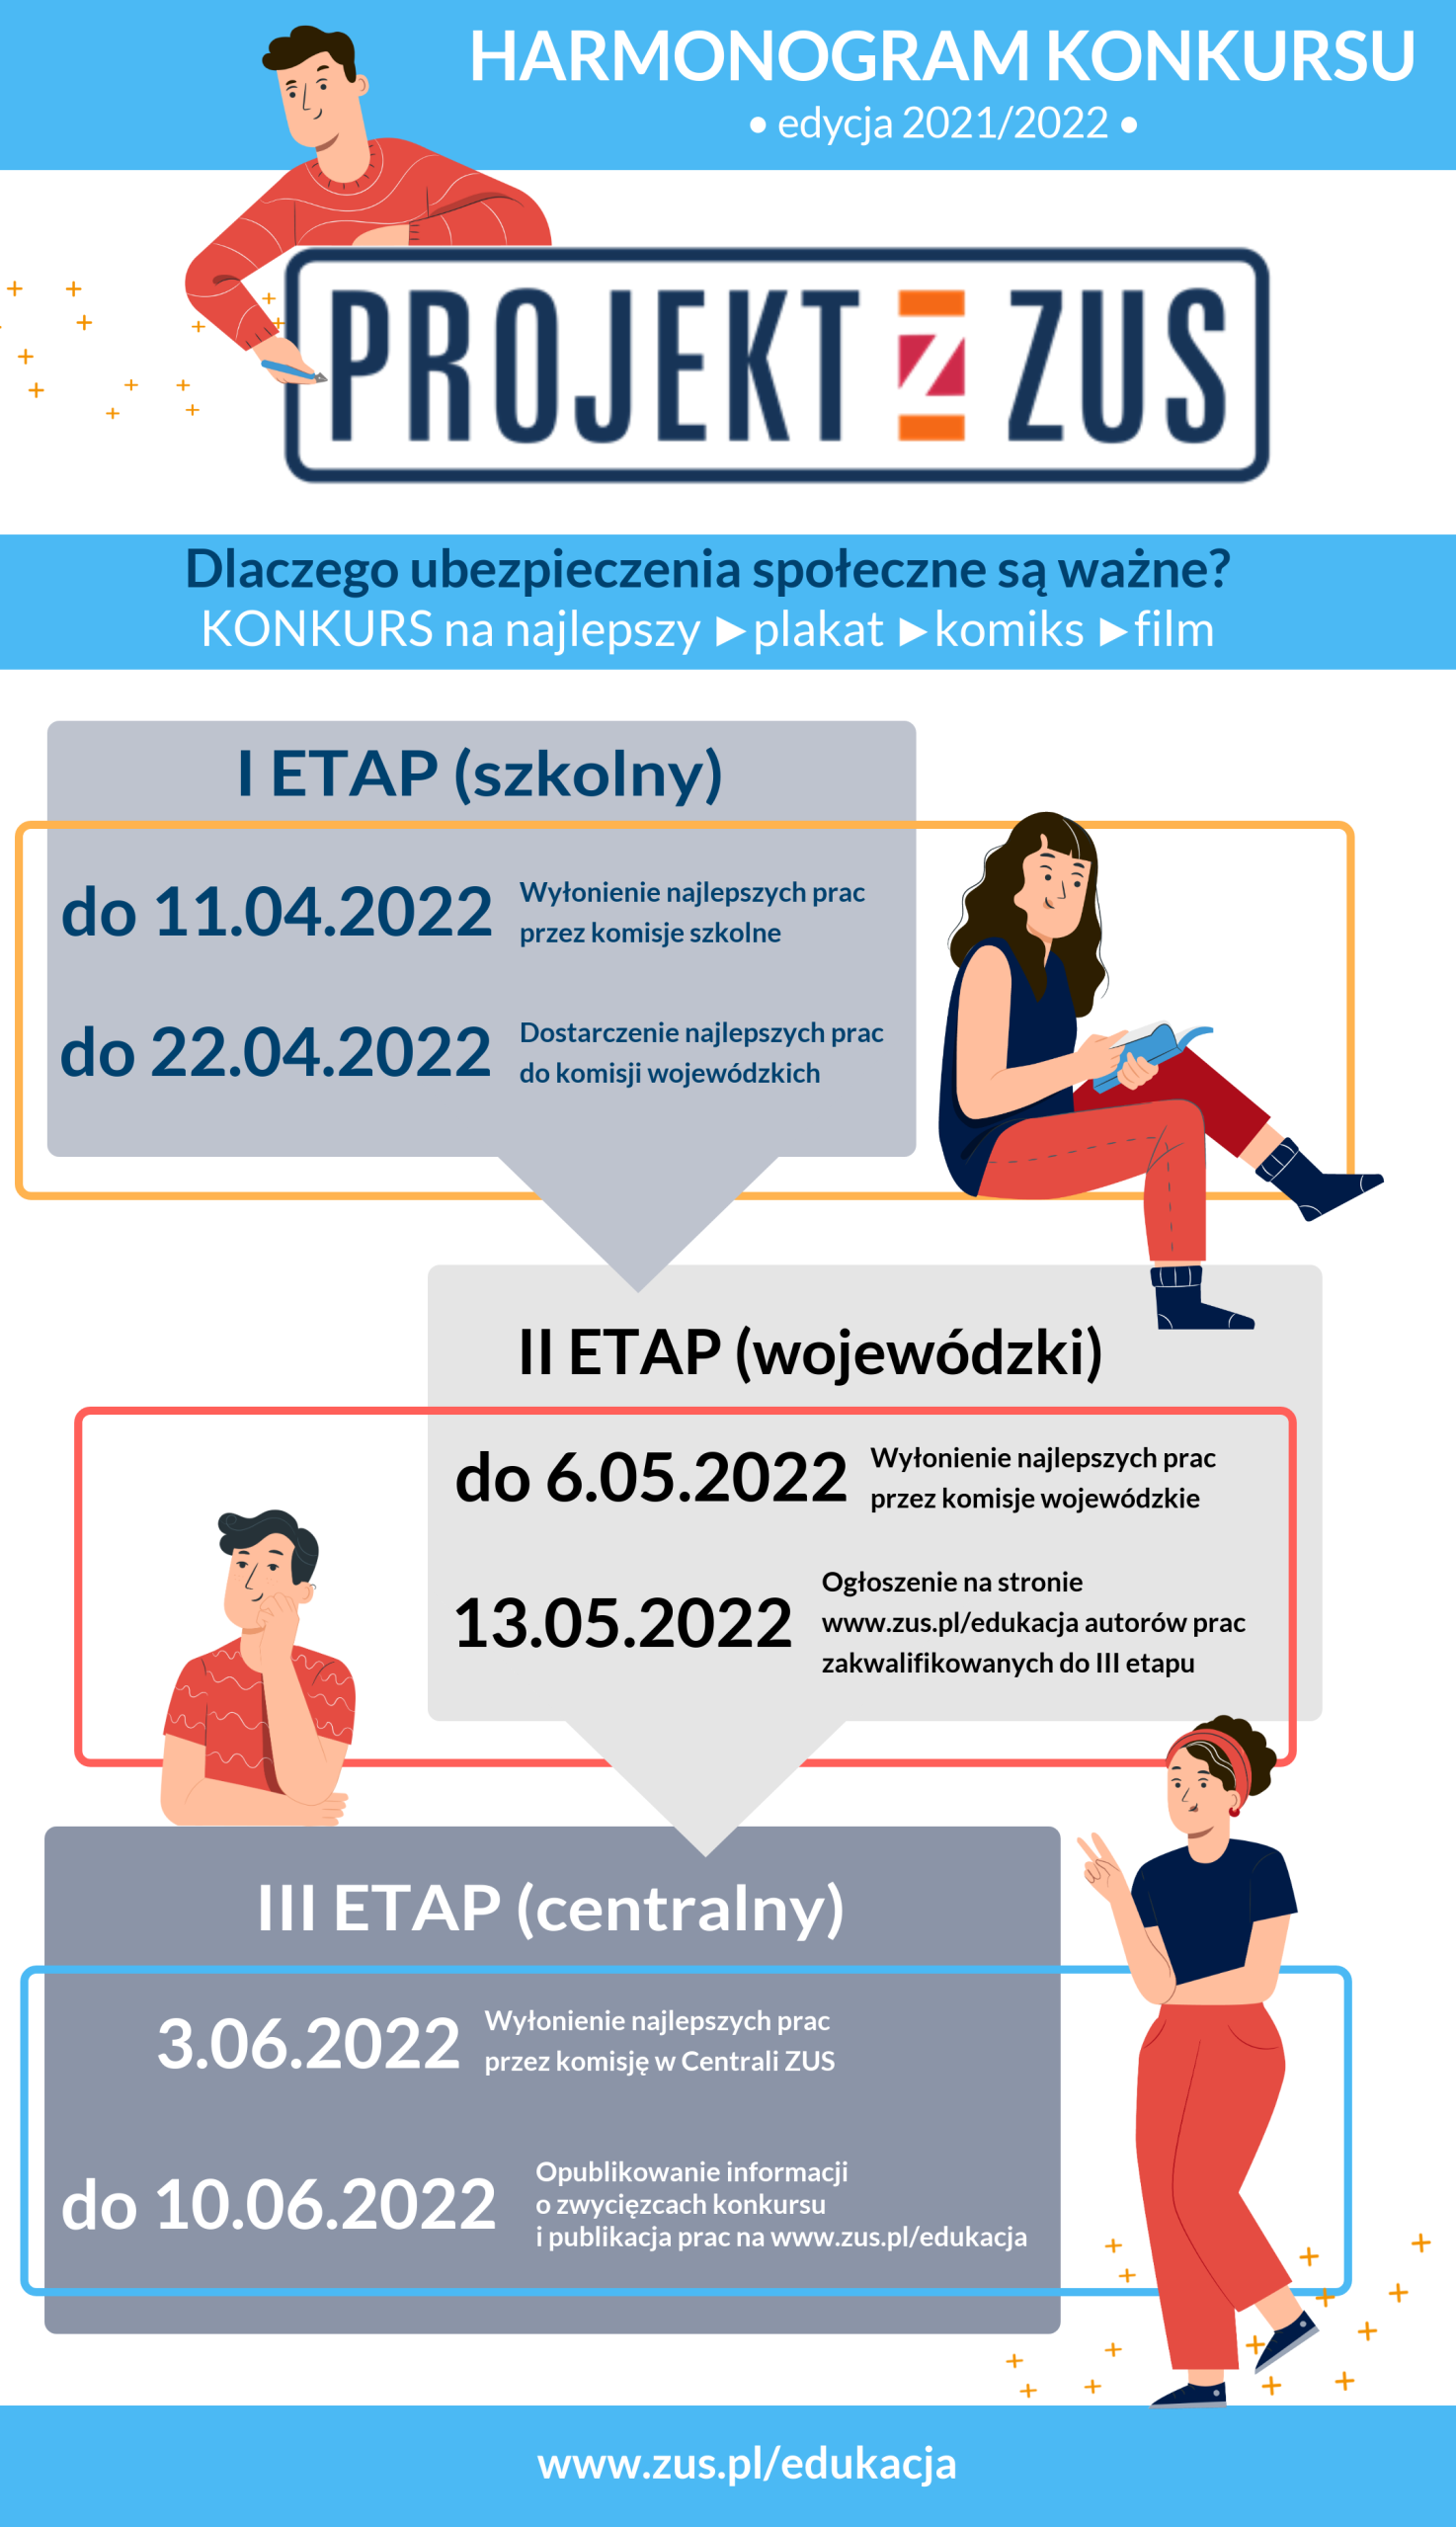 HARMONOGRAM KONKURSU
• edycja 2021/2022 •
PROJEKT Z ZUS
Dlaczego ubezpieczenia społeczne są ważne?
KONKURS na najlepszy ►plakat ►komiks ►film
I ETAP (szkolny)
do 11.04.2022
Wyłonienie najlepszych prac
przez komisje szkolne
do 22.04.2022
Dostarczenie najlepszych prac
do komisji wojewódzkich
II ETAP (wojewódzki)
do 6.05.2022
Wyłonienie najlepszych prac
przez komisje wojewódzkie
13.05.2022
Ogłoszenie na stronie
www.zus.pl/edukacja autorów prac
zakwalifikowanych do III etapu
III ETAP (centralny)
3.06.2022
Wyłonienie najlepszych prac
przez komisję w Centrali ZUS
do 10.06.2022
Opublikowanie informacji
o zwycięzcach konkursu
i publikacja prac na www.zus.pl/edukacja
www.zus.pl/edukacja